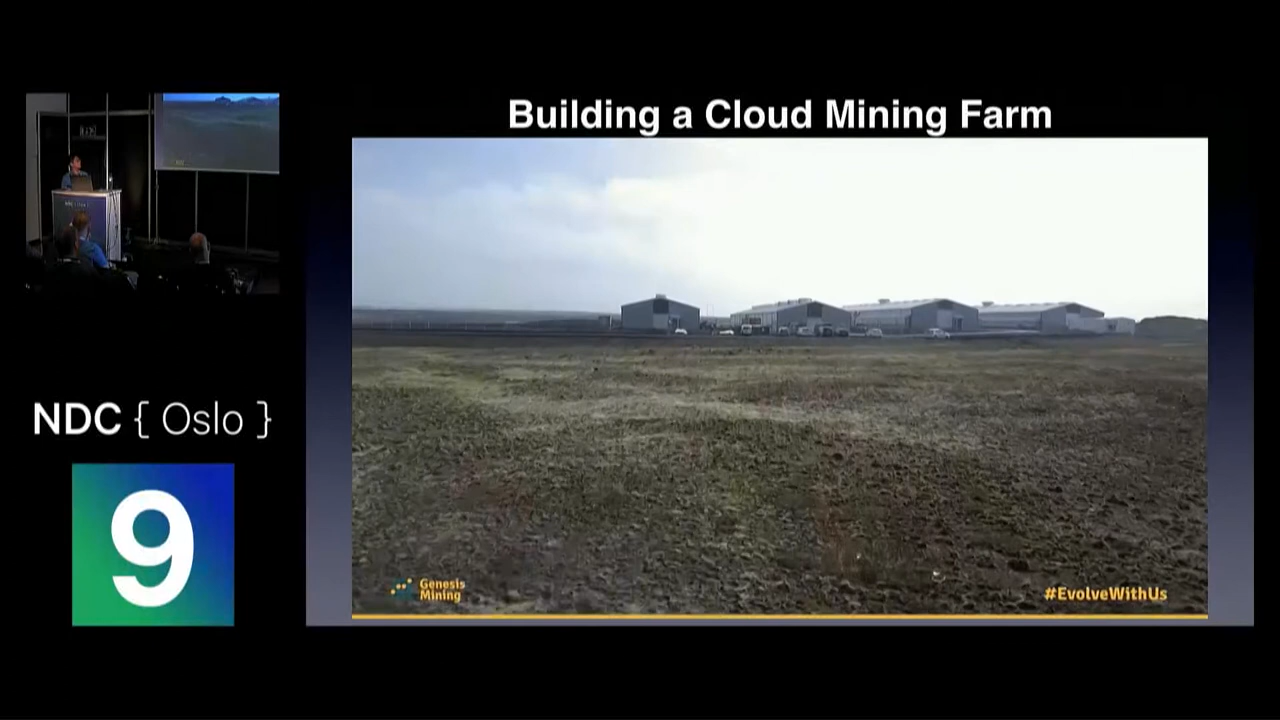 Building a Cloud Mining Farm
NDC { Oslo }
9
Genesis
Mining
#EvolveWithUs